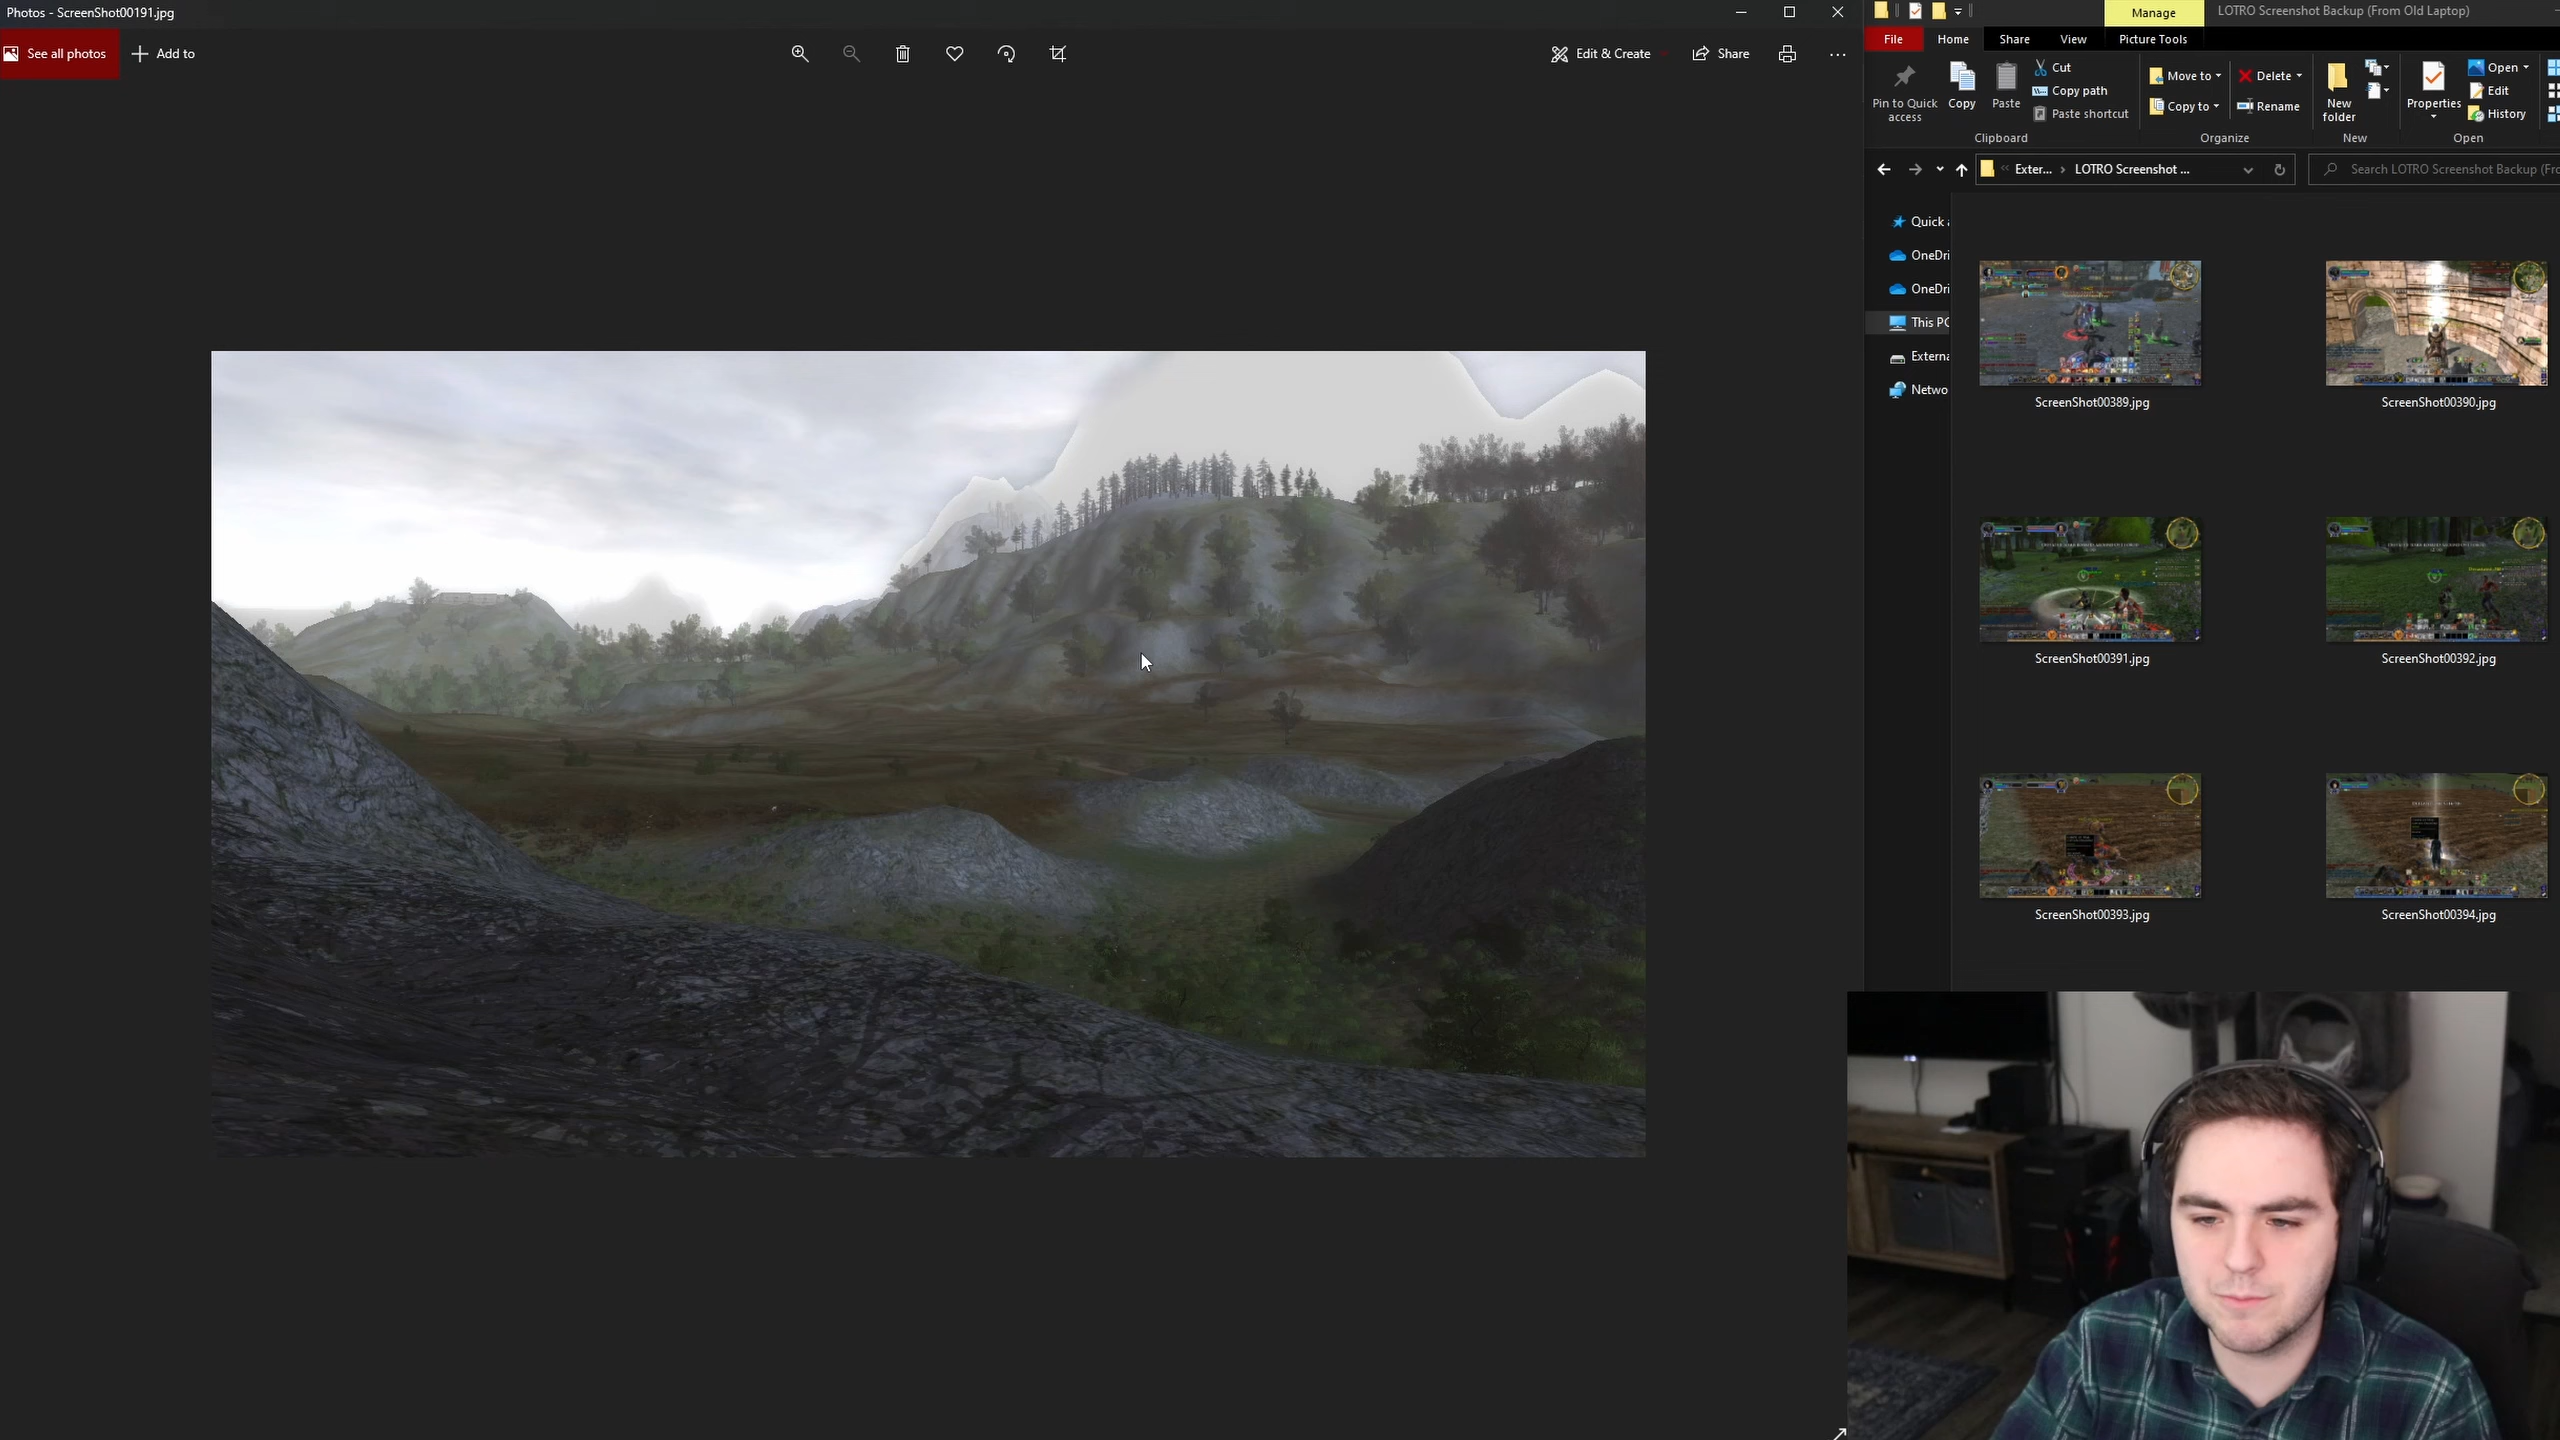 Photos - ScreenShot00191.jpg
See all photos
Add to
Edit & Create
Share
Manage
LOTRO Screenshot Backup (From Old Laptop)
File
Home
Share
View
Picture Tools
Pin to Quick access
Copy
Paste
Cut
Copy path
Paste shortcut
Move to
Copy to
Delete
Rename
New folder
Properties
Open
Edit
History
Clipboard
Organize
New
Open
Exter... › LOTRO Screenshot ...
Search LOTRO Screenshot Backup (Fro
Quick a
OneDri
OneDri
This PC
Externa
Netwo
ScreenShot00389.jpg
ScreenShot00390.jpg
ScreenShot00391.jpg
ScreenShot00392.jpg
ScreenShot00393.jpg
ScreenShot00394.jpg